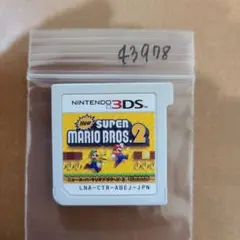 43978
NINTENDO 3DS
NEW
SUPER
MARIO BROS. 2
LNA-CTR-ABEJ-JPN